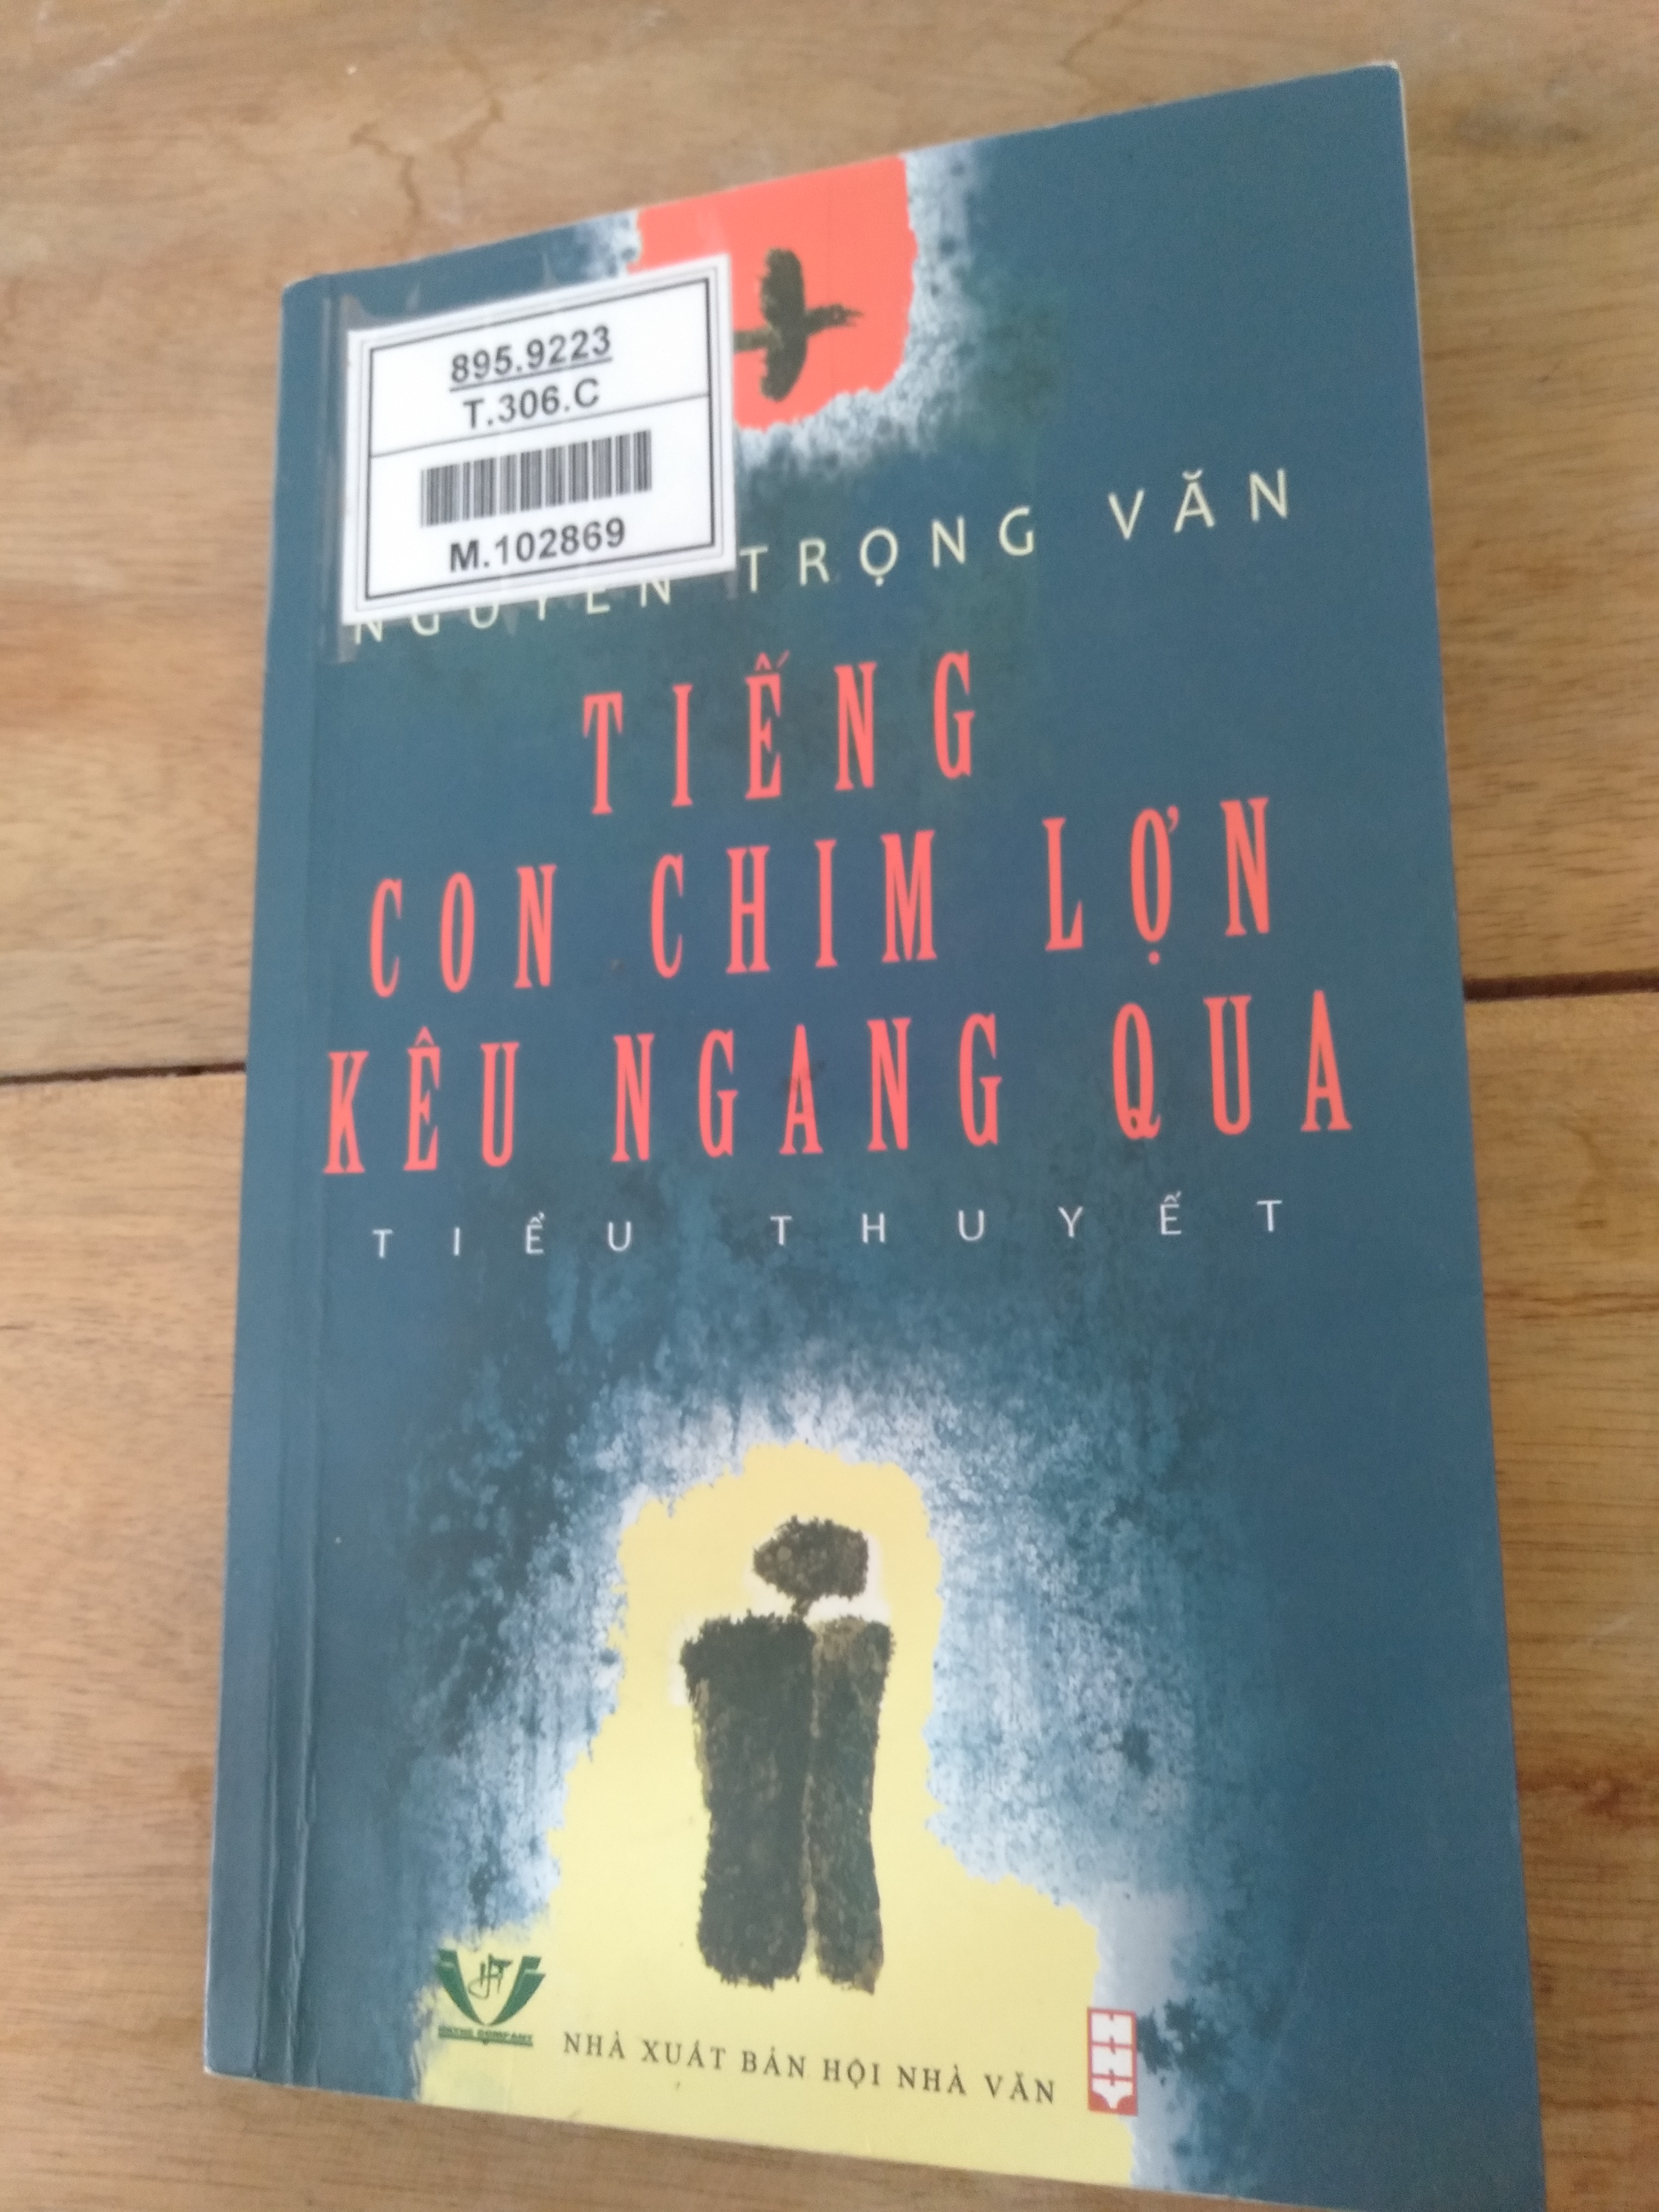 895.9223
T.306.C
M.102869
NGUYỄN TRỌNG VĂN
TIẾNG
CON CHIM LỢN
KÊU NGANG QUA
TIỂU THUYẾT
NHÀ XUẤT BẢN HỘI NHÀ VĂN